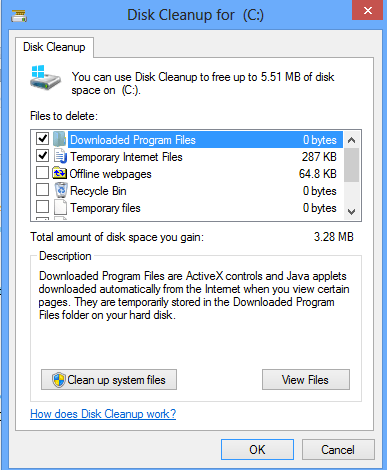 Disk Cleanup for  (C:)
Disk Cleanup
You can use Disk Cleanup to free up to 5.51 MB of disk
space on  (C:).
Files to delete:
Downloaded Program Files 0 bytes
Temporary Internet Files 287 KB
Offline webpages 64.8 KB
Recycle Bin 0 bytes
Temporary files 0 bytes
Total amount of disk space you gain: 3.28 MB
Description
Downloaded Program Files are ActiveX controls and Java applets
downloaded automatically from the Internet when you view certain
pages. They are temporarily stored in the Downloaded Program
Files folder on your hard disk.
Clean up system files View Files
How does Disk Cleanup work?
OK Cancel